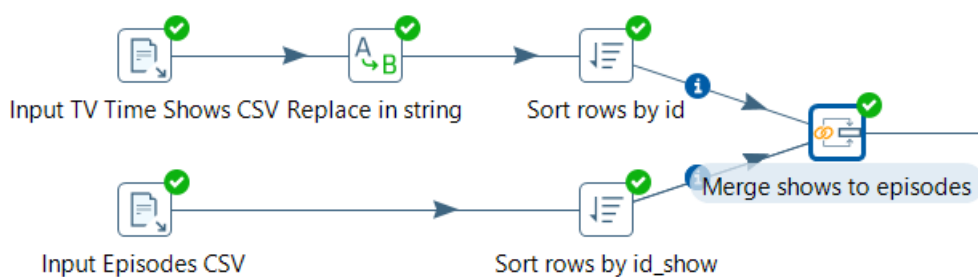 A
B
Input TV Time Shows CSV
Replace in string
Sort rows by id
i
i
Merge shows to episodes
Input Episodes CSV
Sort rows by id_show